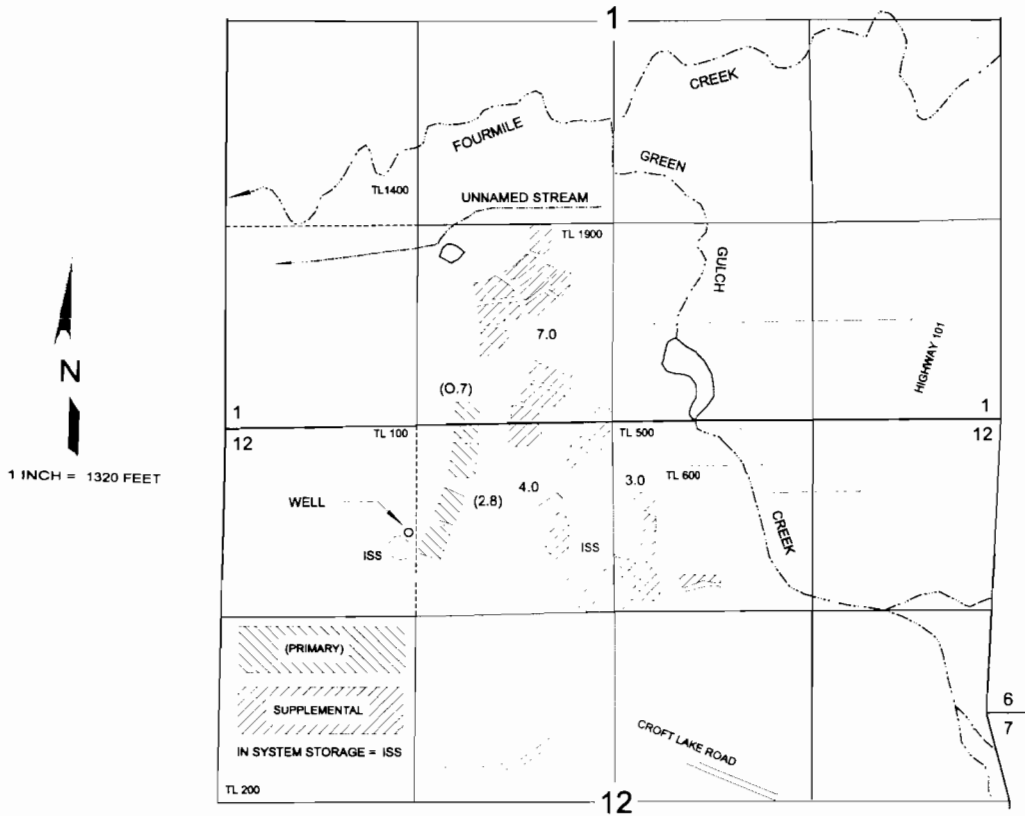 1
CREEK
FOURMILE
GREEN
TL1400
UNNAMED STREAM
TL 1900
GULCH
7.0
HIGHWAY 101
N
(O.7)
1
1
12
TL 100
TL 500
12
1 INCH = 1320 FEET
TL 600
3.0
4.0
(2.8)
WELL
CREEK
ISS
ISS
(PRIMARY)
SUPPLEMENTAL
IN SYSTEM STORAGE = ISS
6
7
CROFT LAKE ROAD
TL 200
12